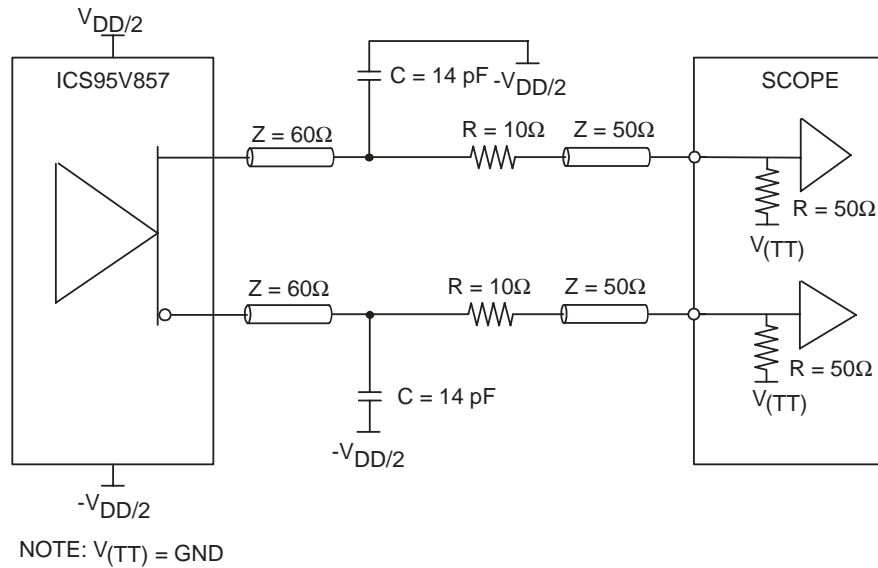 VDD/2
ICS95V857
C = 14 pF
-VDD/2
SCOPE
Z = 60Ω
R = 10Ω
Z = 50Ω
R = 50Ω
V(TT)
Z = 60Ω
R = 10Ω
Z = 50Ω
R = 50Ω
V(TT)
C = 14 pF
-VDD/2
-VDD/2
NOTE: V(TT) = GND